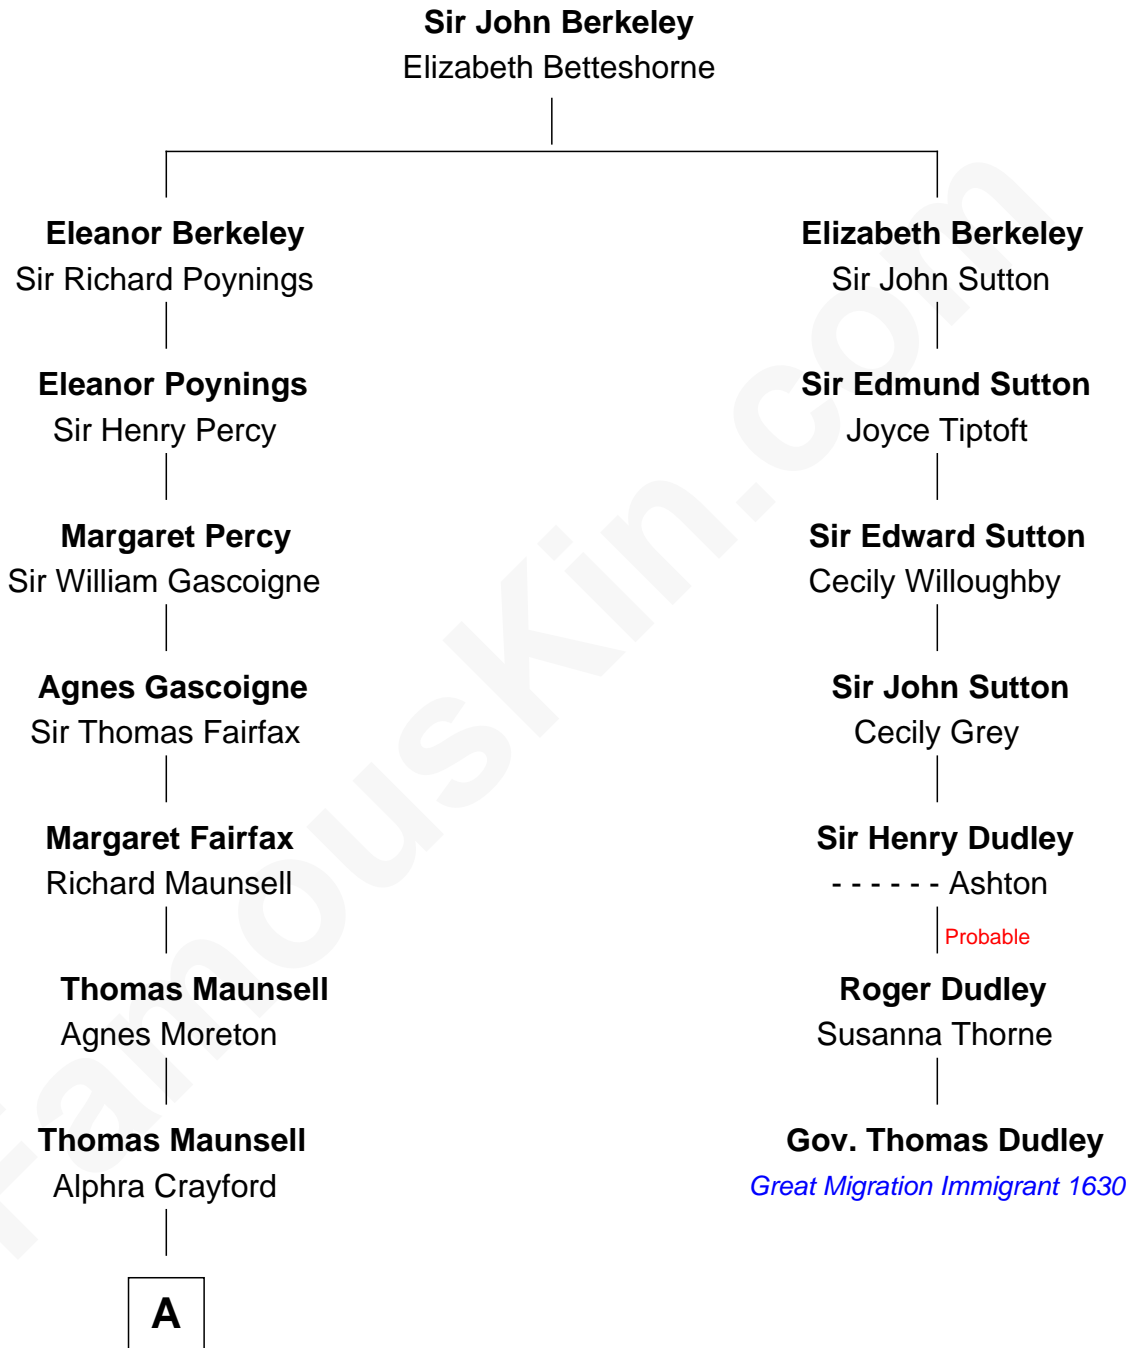 Sir John Berkeley
Elizabeth Betteshorne
Eleanor Berkeley
Sir Richard Poynings
Elizabeth Berkeley
Sir John Sutton
Eleanor Poynings
Sir Henry Percy
Sir Edmund Sutton
Joyce Tiptoft
Margaret Percy
Sir William Gascoigne
Sir Edward Sutton
Cecily Willoughby
Agnes Gascoigne
Sir Thomas Fairfax
Sir John Sutton
Cecily Grey
Margaret Fairfax
Richard Maunsell
Sir Henry Dudley
- - - - - - Ashton
Probable
Thomas Maunsell
Agnes Moreton
Roger Dudley
Susanna Thorne
Thomas Maunsell
Alphra Crayford
Gov. Thomas Dudley
Great Migration Immigrant 1630
A
FamousKin.com